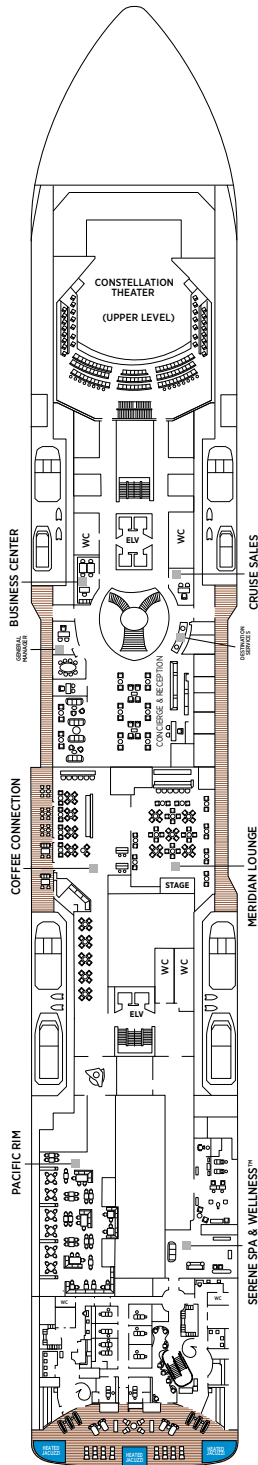 CONSTELLATION
THEATER
(UPPER LEVEL)
WC
WC
ELV
BUSINESS CENTER
CRUISE SALES
GENERAL
MANAGER
DESTINATION
SERVICES
CONCIERGE & RECEPTION
COFFEE CONNECTION
MERIDIAN LOUNGE
STAGE
WC
WC
ELV
PACIFIC RIM
SERENE SPA & WELLNESS™
WC
WC
HEATED
JACUZZI
HEATED
JACUZZI
HEATED
JACUZZI